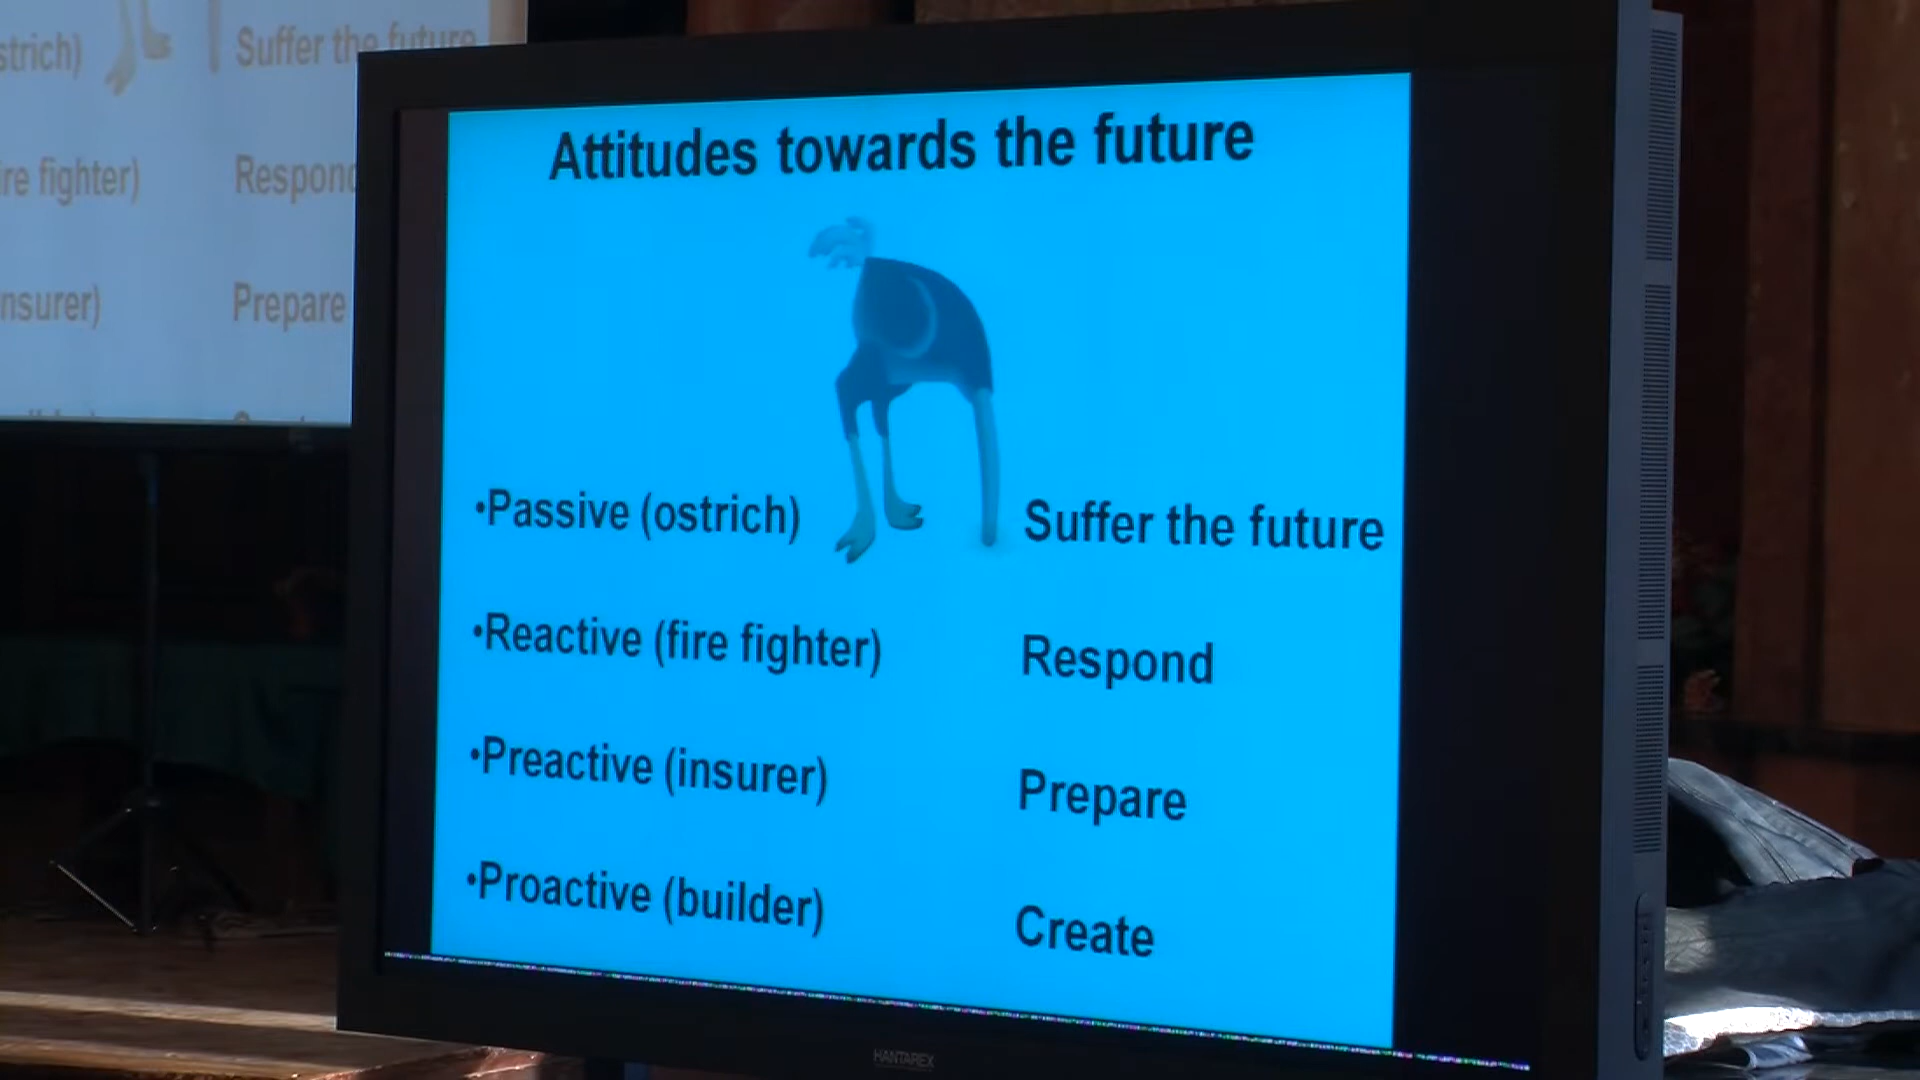 strich) Suffer the future
ire fighter) Respond
nsurer) Prepare
Attitudes towards the future
•Passive (ostrich) Suffer the future
•Reactive (fire fighter) Respond
•Preactive (insurer) Prepare
•Proactive (builder) Create
HANTAREX